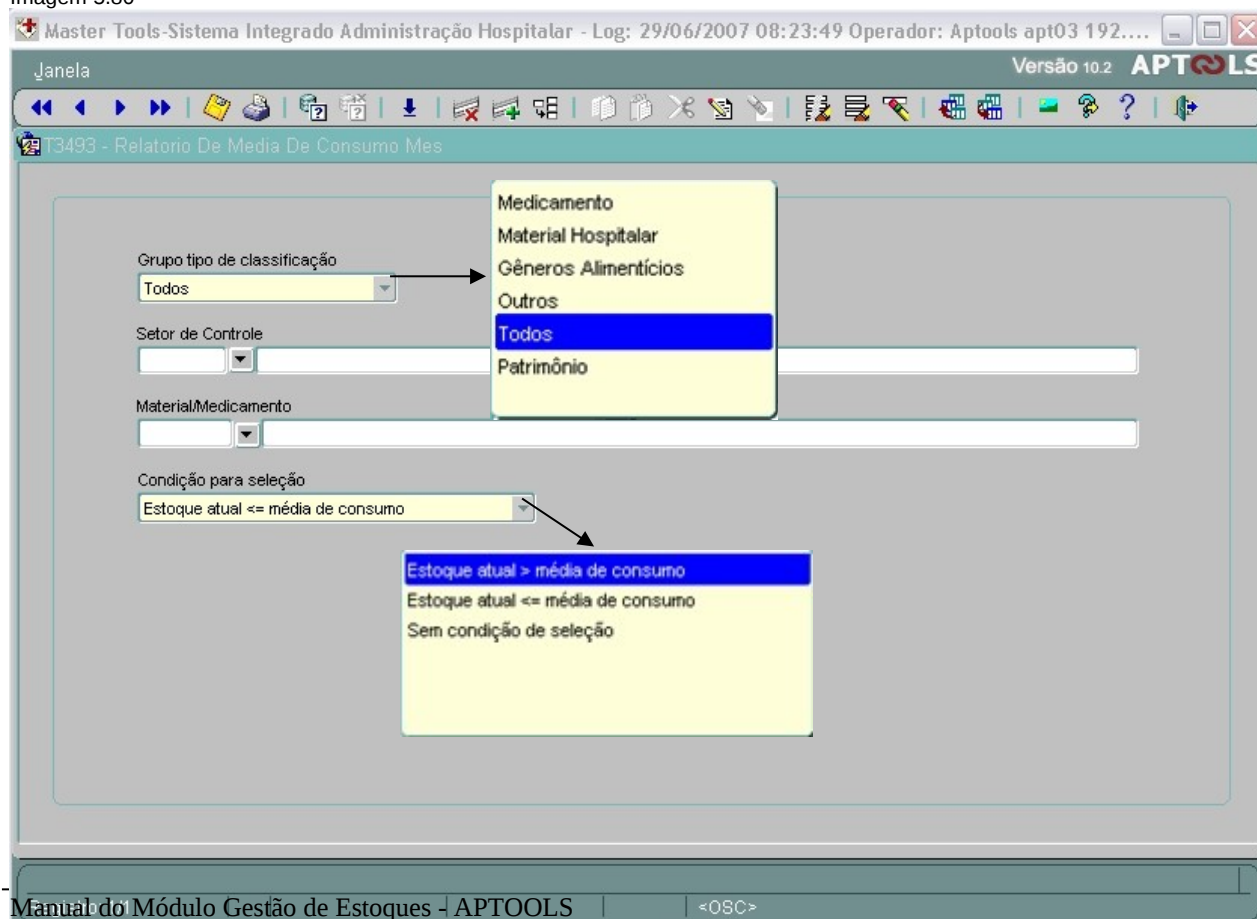 Imagem 5.80
Master Tools-Sistema Integrado Administração Hospitalar - Log: 29/06/2007 08:23:49 Operador: Aptools apt03 192....
Janela
Versão 10.2 APTOOLS
T3493 - Relatorio De Media De Consumo Mes
Medicamento
Material Hospitalar
Gêneros Alimentícios
Outros
Todos
Patrimônio
Grupo tipo de classificação
Todos
Setor de Controle
Material/Medicamento
Condição para seleção
Estoque atual <= média de consumo
Estoque atual > média de consumo
Estoque atual <= média de consumo
Sem condição de seleção
Manual do Módulo Gestão de Estoques - APTOOLS
<OSC>